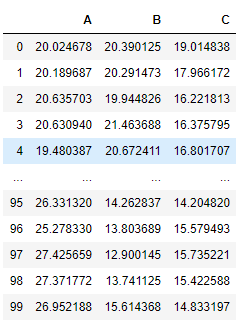 A B C
0 20.024678 20.390125 19.014838
1 20.189687 20.291473 17.966172
2 20.635703 19.944826 16.221813
3 20.630940 21.463688 16.375795
4 19.480387 20.672411 16.801707
... ... ... ...
95 26.331320 14.262837 14.204820
96 25.278330 13.803689 15.579493
97 27.425659 12.900145 15.735221
98 27.371772 13.741125 15.422588
99 26.952188 15.614368 14.833197